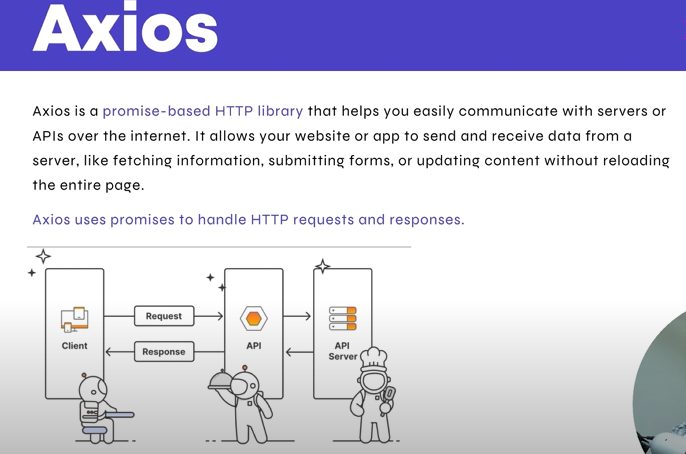 Axios
Axios is a promise-based HTTP library that helps you easily communicate with servers or
APIs over the internet. It allows your website or app to send and receive data from a
server, like fetching information, submitting forms, or updating content without reloading
the entire page.
Axios uses promises to handle HTTP requests and responses.
Request
Response
Client
API
API
Server